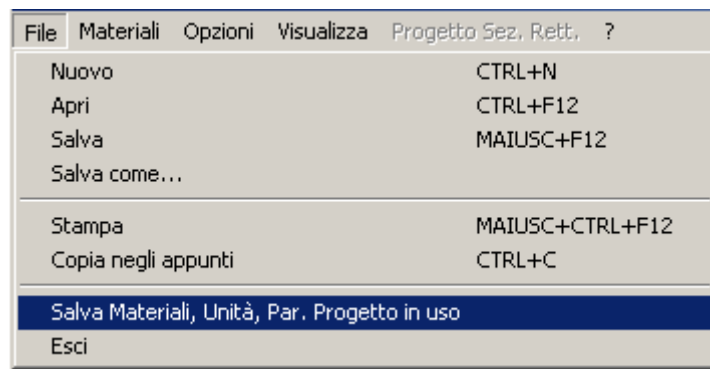 File Materiali Opzioni Visualizza Progetto Sez. Rett. ?
Nuovo CTRL+N
Apri CTRL+F12
Salva MAIUSC+F12
Salva come...
Stampa MAIUSC+CTRL+F12
Copia negli appunti CTRL+C
Salva Materiali, Unità, Par. Progetto in uso
Esci